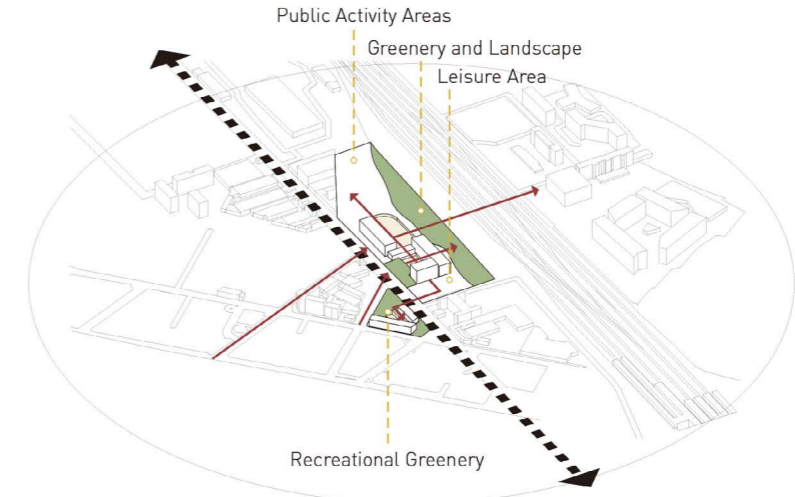 Public Activity Areas
Greenery and Landscape
Leisure Area
Recreational Greenery